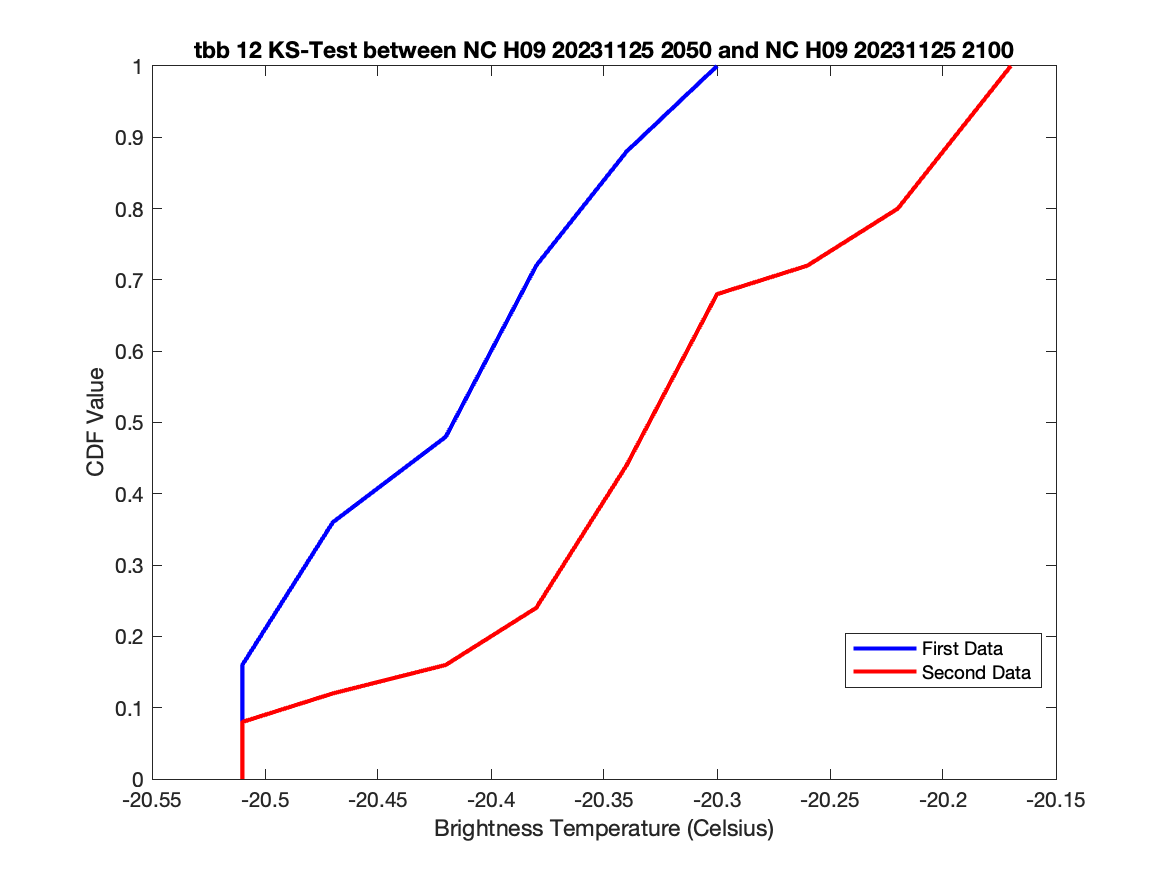 tbb 12 KS-Test between NC H09 20231125 2050 and NC H09 20231125 2100
1
0.9
0.8
0.7
0.6
0.5
0.4
0.3
0.2
0.1
0
CDF Value
First Data
Second Data
-20.55 -20.5 -20.45 -20.4 -20.35 -20.3 -20.25 -20.2 -20.15
Brightness Temperature (Celsius)